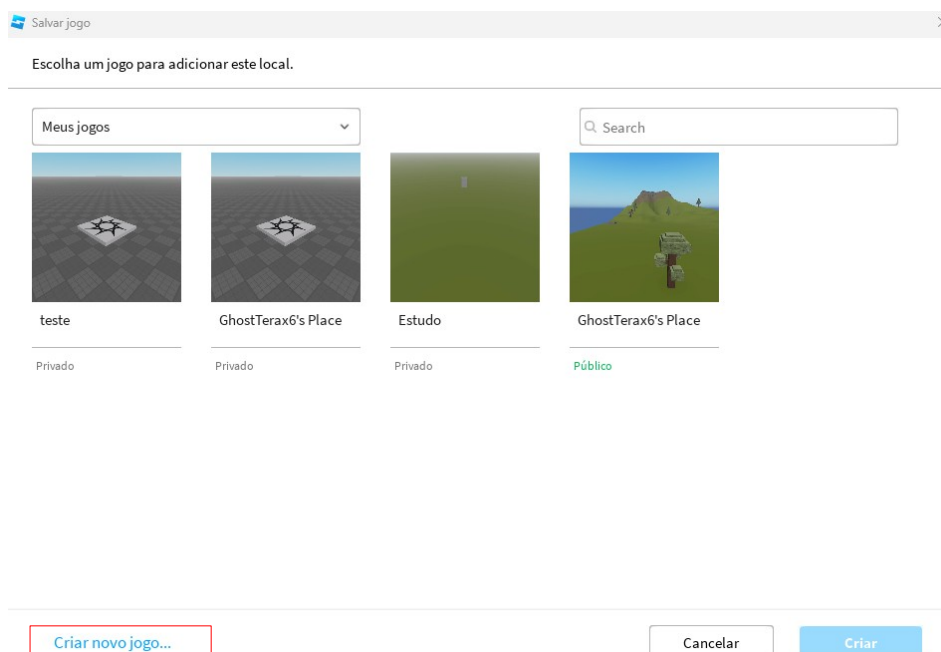 Salvar jogo
Escolha um jogo para adicionar este local.
Meus jogos
Search
teste
GhostTerax6's Place
Estudo
GhostTerax6's Place
Privado
Privado
Privado
Público
Criar novo jogo...
Cancelar
Criar